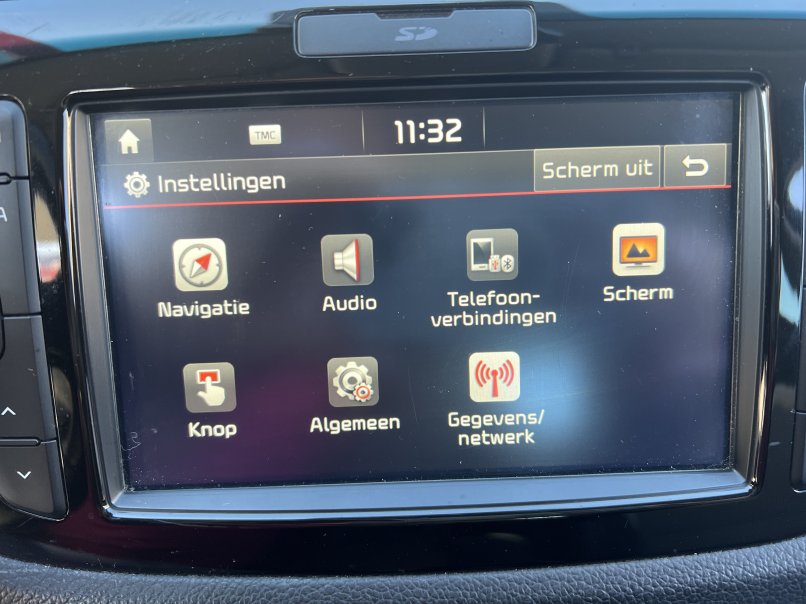 SD
TMC
11:32
Instellingen
Scherm uit
Navigatie
Audio
Telefoon-
verbindingen
Scherm
Knop
Algemeen
Gegevens/
netwerk